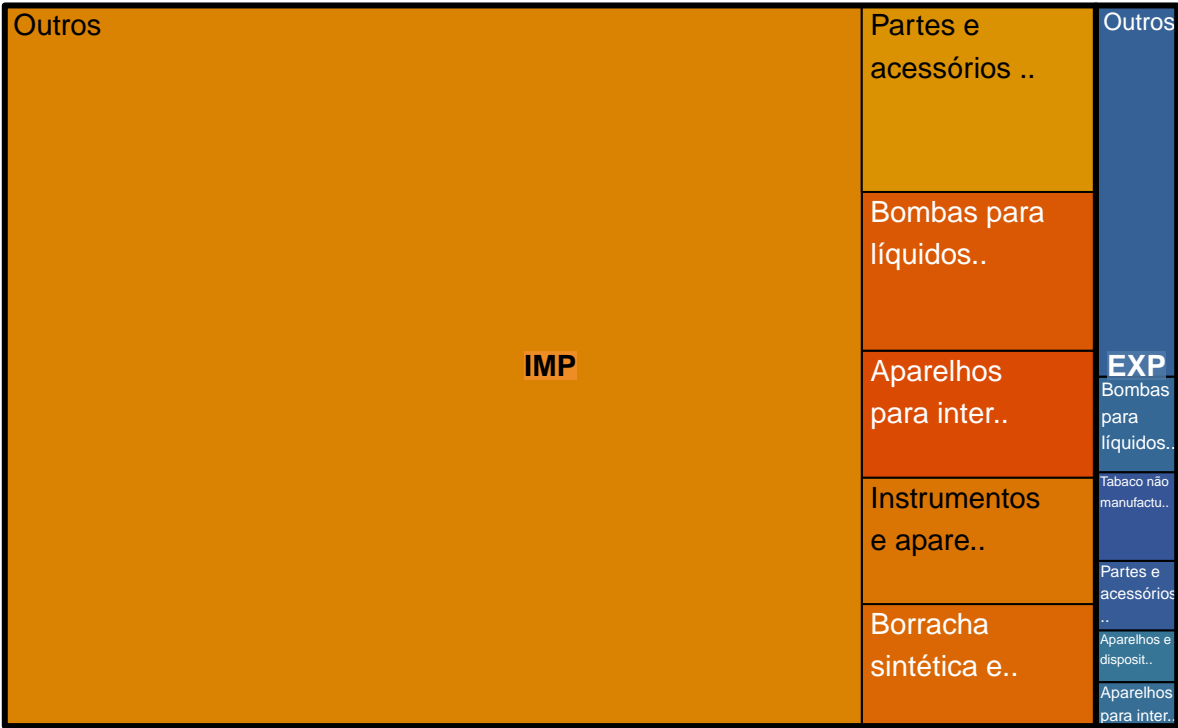 Outros
IMP
Partes e
acessórios ..
Bombas para
líquidos..
Aparelhos
para inter..
Instrumentos
e apare..
Borracha
sintética e..
Outros
EXP
Bombas
para
líquidos..
Tabaco não
manufactu..
Partes e
acessórios
..
Aparelhos e
disposit..
Aparelhos
para inter..